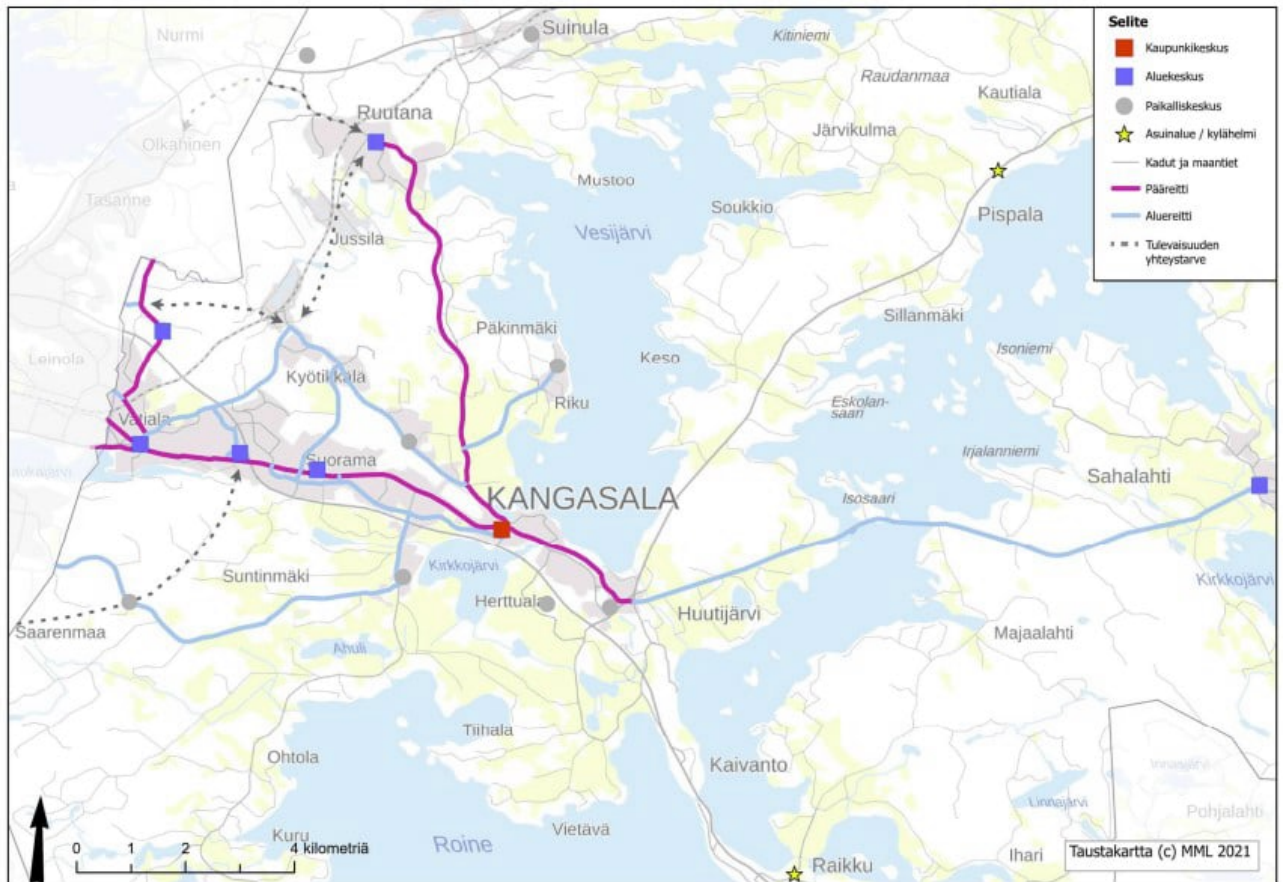 Nurmi
Suinula
Kitiniemi
Raudanmaa
Kautiala
Ruutana
Järvikulma
Olkahinen
Mustoo
Tasanne
Soukkio
Pispala
Vesijärvi
Jussila
Sillanmäki
Päkinmäki
Isoniemi
Leinola
Keso
Kyötikkälä
Riku
Eskolan-
saari
Vatiala
Suorama
Irjalanniemi
Sahalahti
KANGASALA
Isosaari
Kirkkojärvi
Suntinmäki
Kirkkojärvi
Herttuala
Huutijärvi
Saarenmaa
Majaalahti
Ahuli
Tiihala
Ohtola
Kaivanto
Kuru
Roine
Vietävä
Raikku
Linnajärvi
Pohjalahti
Ihari
Selite
Kaupunkikeskus
Aluekeskus
Paikalliskeskus
Asuinalue / kylähelmi
Kadut ja maantiet
Pääreitti
Aluereitti
Tulevaisuuden
yhteystarve
0 1 2 4 kilometriä
Taustakartta (c) MML 2021